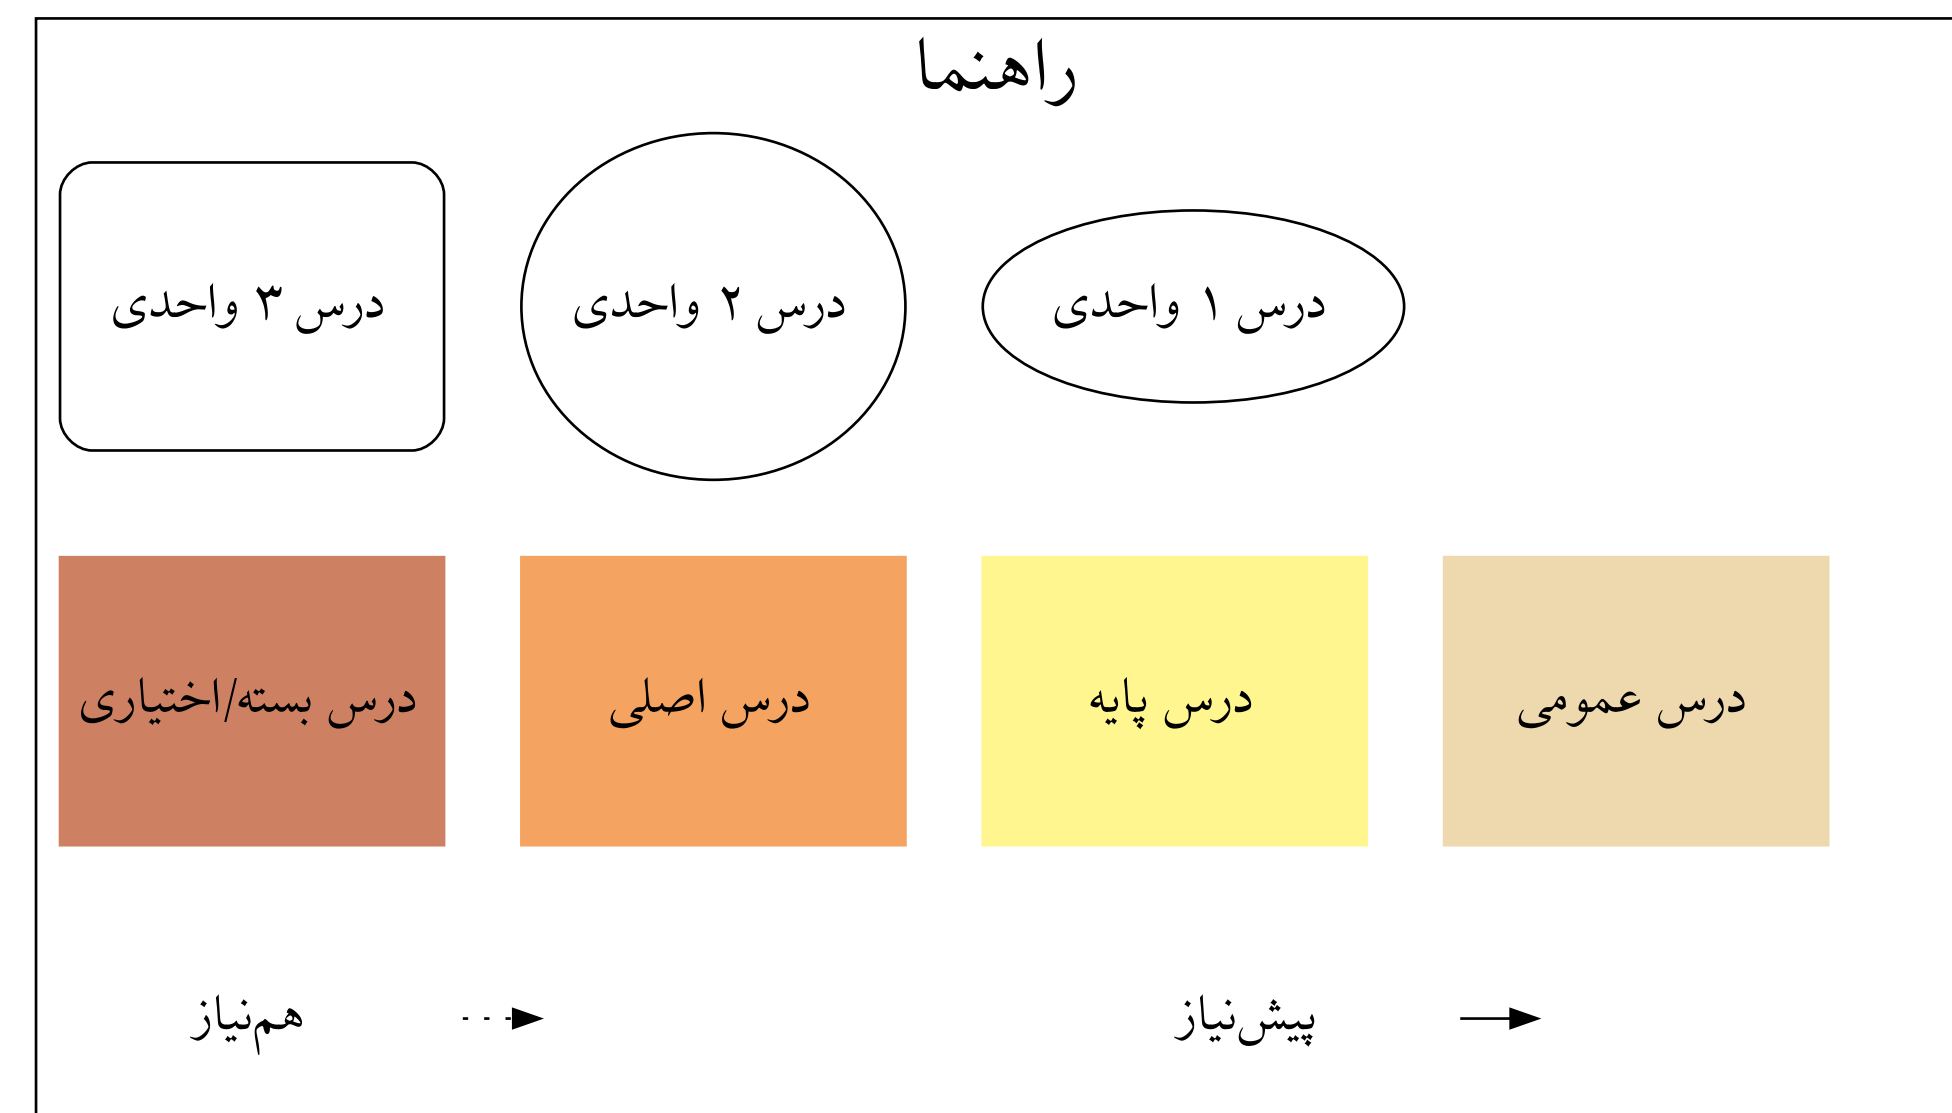 راهنما
درس ۱ واحدی
درس ۲ واحدی
درس ۳ واحدی
درس عمومی
درس پایه
درس اصلی
درس بسته/اختیاری
پیش‌نیاز
هم‌نیاز